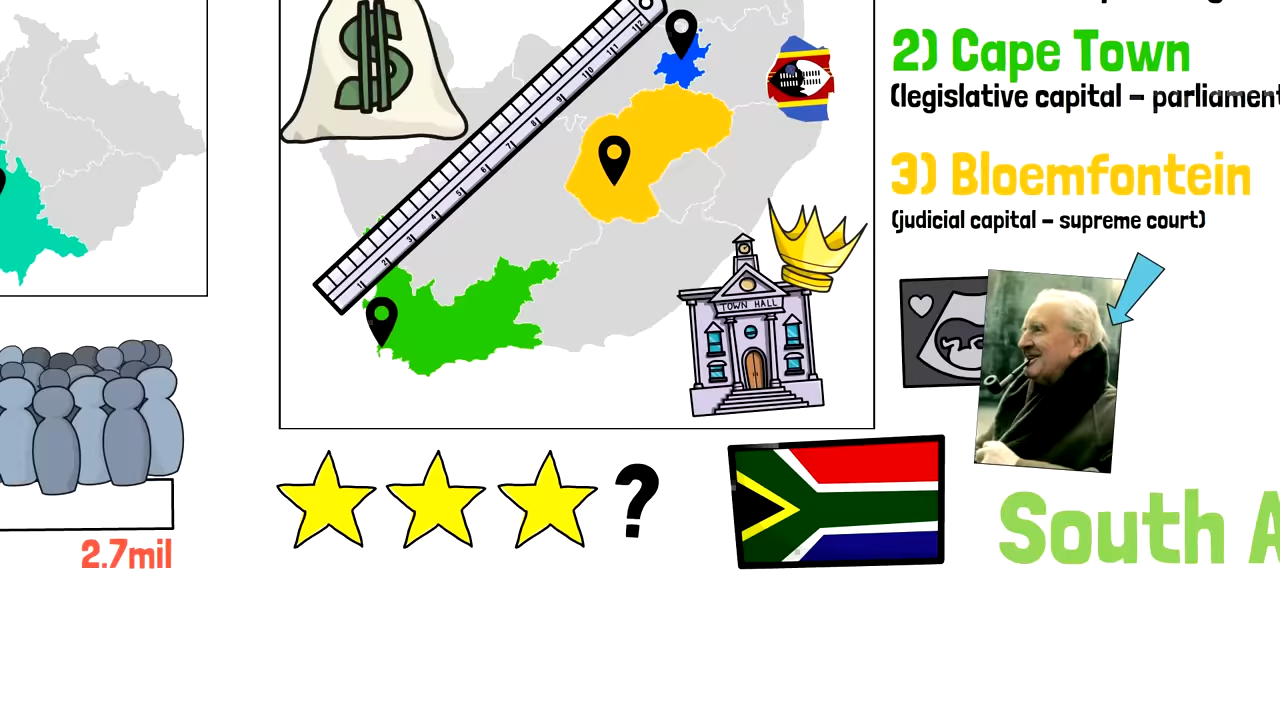 2) Cape Town
(legislative capital – parliament
3) Bloemfontein
(judicial capital – supreme court)
TOWN HALL
2.7mil
South A